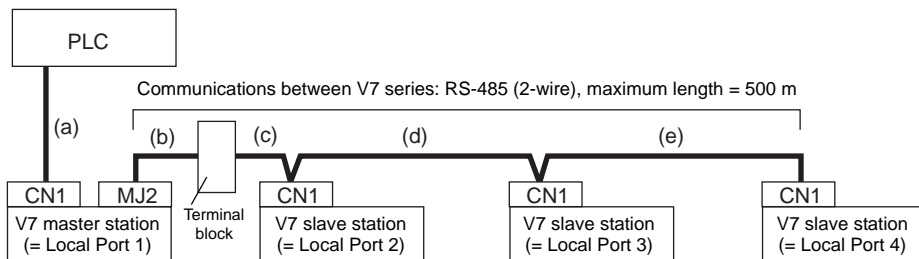 PLC
Communications between V7 series: RS-485 (2-wire), maximum length = 500 m
(a)
(b)
(c)
(d)
(e)
CN1
MJ2
CN1
CN1
CN1
Terminal
block
V7 master station
(= Local Port 1)
V7 slave station
(= Local Port 2)
V7 slave station
(= Local Port 3)
V7 slave station
(= Local Port 4)